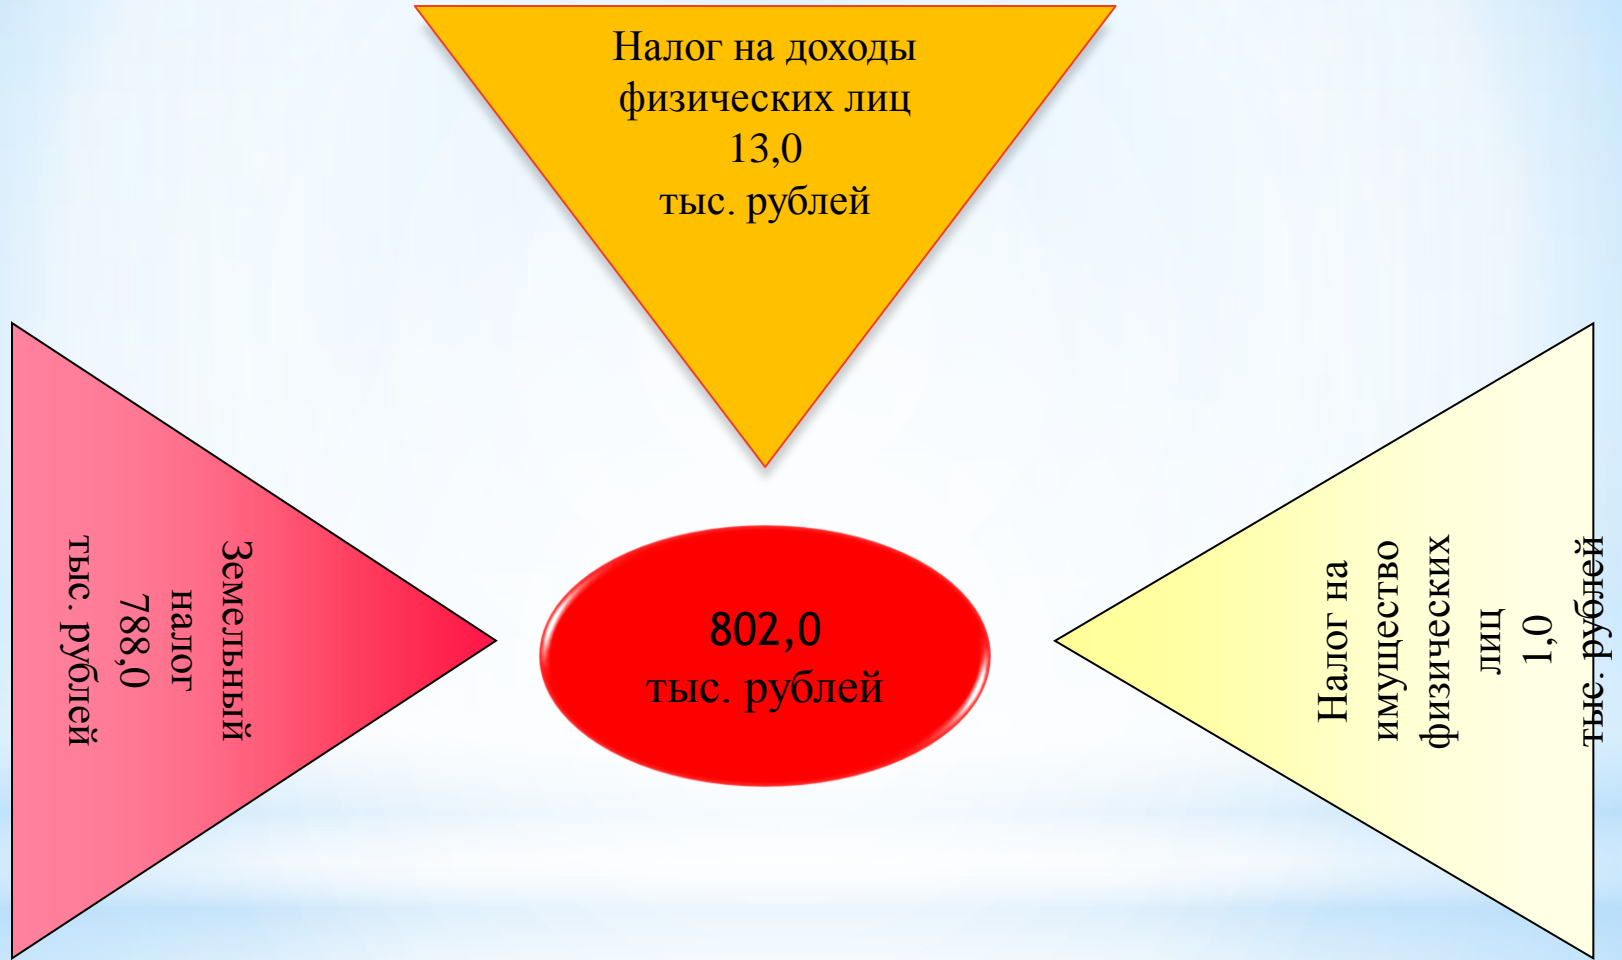 Налог на доходы
физических лиц
13,0
тыс. рублей
Земельный
налог
788,0
тыс. рублей
802,0
тыс. рублей
Налог на
имущество
физических
лиц
1,0
тыс. рублей